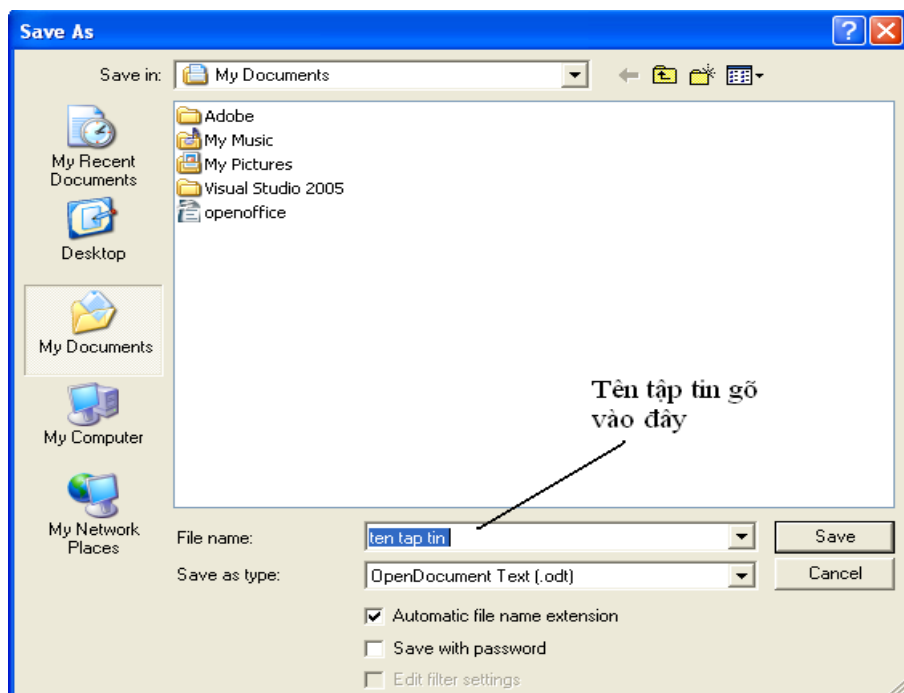 Save As
Save in:
My Documents
My Recent
Documents
Desktop
My Documents
My Computer
My Network
Places
Adobe
My Music
My Pictures
Visual Studio 2005
openoffice
Tên tập tin gõ
vào đây
File name:
ten tap tin
Save
Save as type:
OpenDocument Text (.odt)
Cancel
Automatic file name extension
Save with password
Edit filter settings